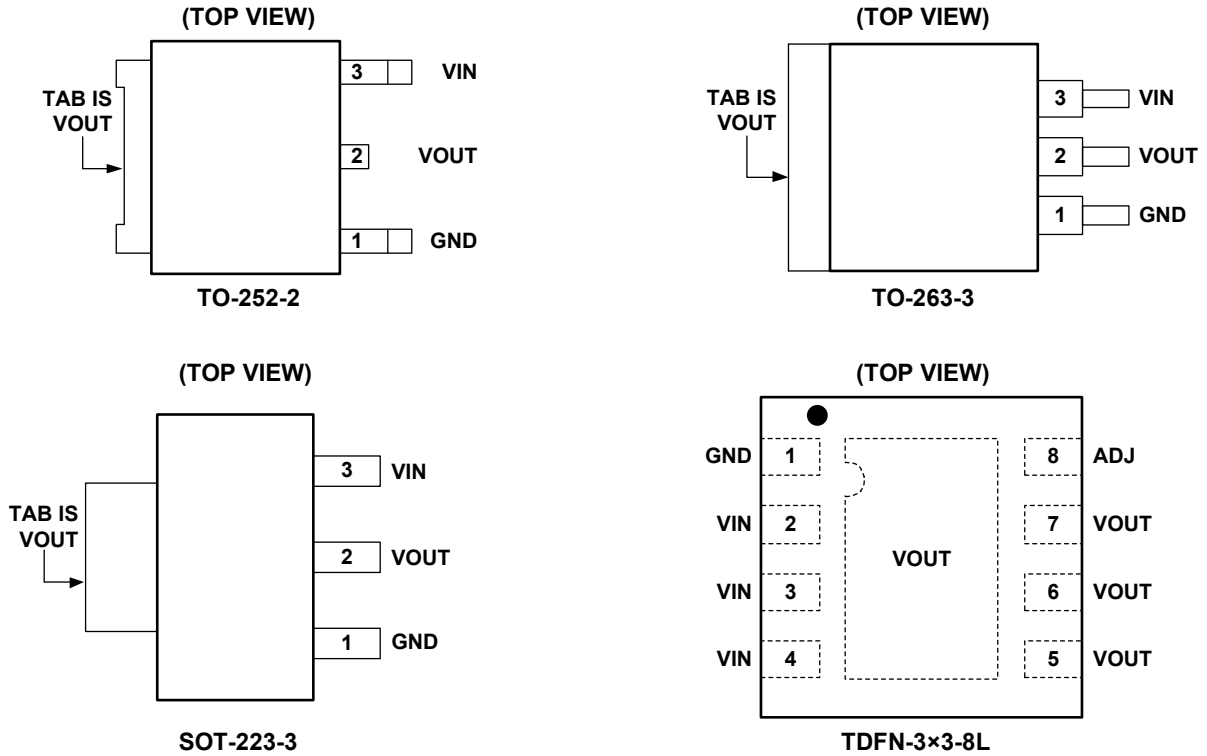 (TOP VIEW)
TAB IS
VOUT
3 VIN
2 VOUT
1 GND
TO-252-2
(TOP VIEW)
TAB IS
VOUT
3 VIN
2 VOUT
1 GND
TO-263-3
(TOP VIEW)
TAB IS
VOUT
3 VIN
2 VOUT
1 GND
SOT-223-3
(TOP VIEW)
GND 1 8 ADJ
VIN 2 7 VOUT
VOUT
VIN 3 6 VOUT
VIN 4 5 VOUT
TDFN-3×3-8L